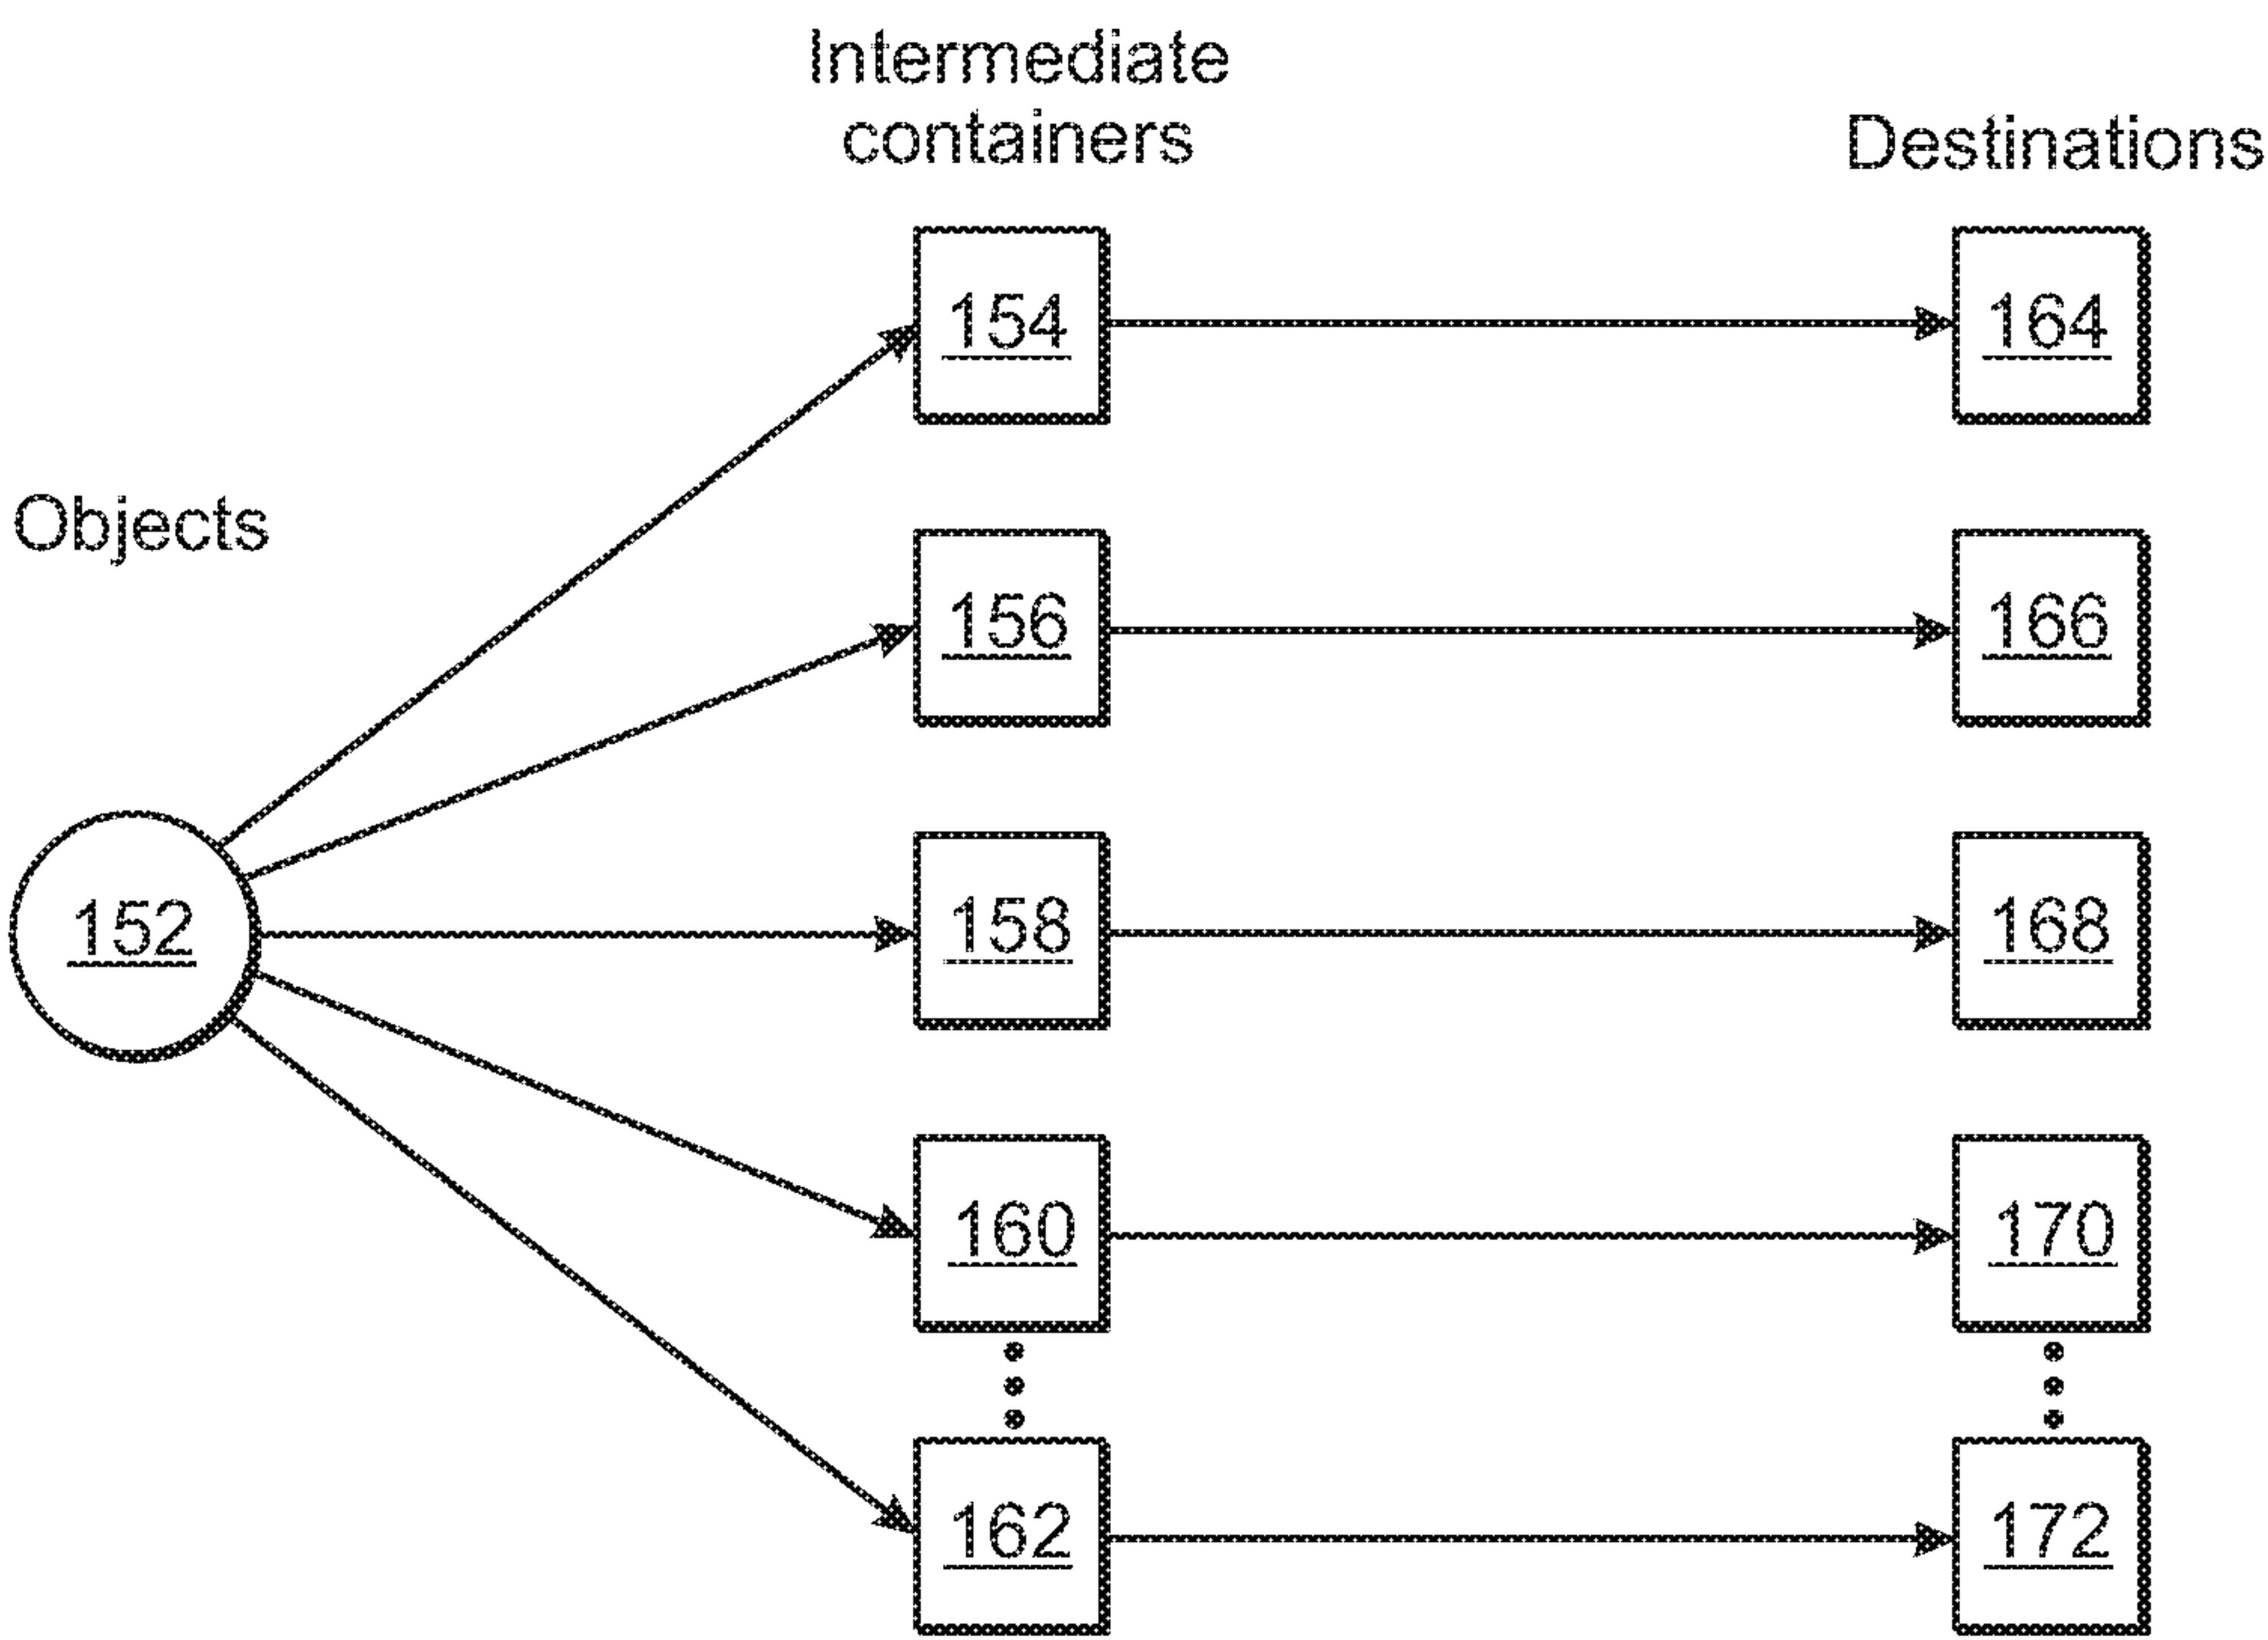 Intermediate
containers
Destinations
154
164
Objects
156
166
152
158
168
160
170
162
172